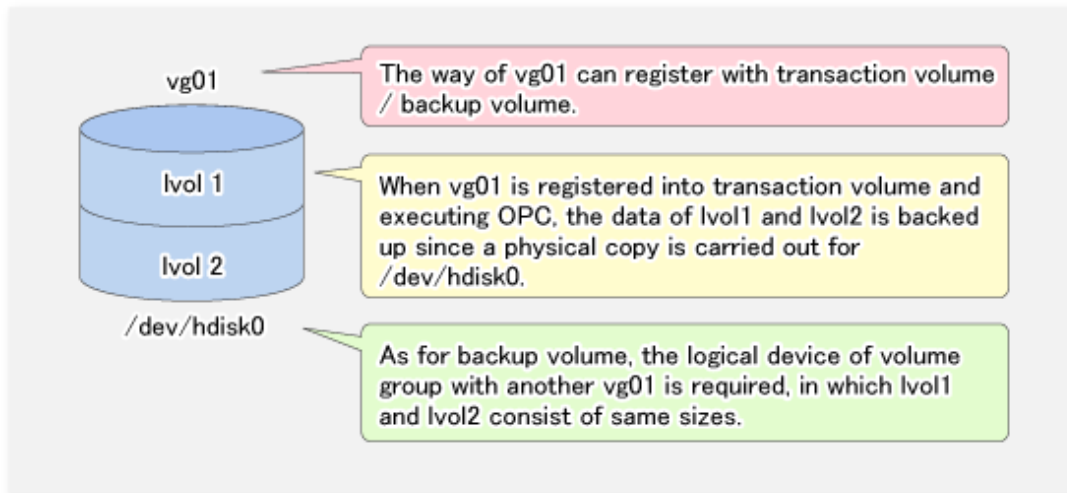 vg01
The way of vg01 can register with transaction volume
/ backup volume.
lvol 1
When vg01 is registered into transaction volume and
executing OPC, the data of lvol1 and lvol2 is backed
up since a physical copy is carried out for
/dev/hdisk0.
lvol 2
/dev/hdisk0
As for backup volume, the logical device of volume
group with another vg01 is required, in which lvol1
and lvol2 consist of same sizes.